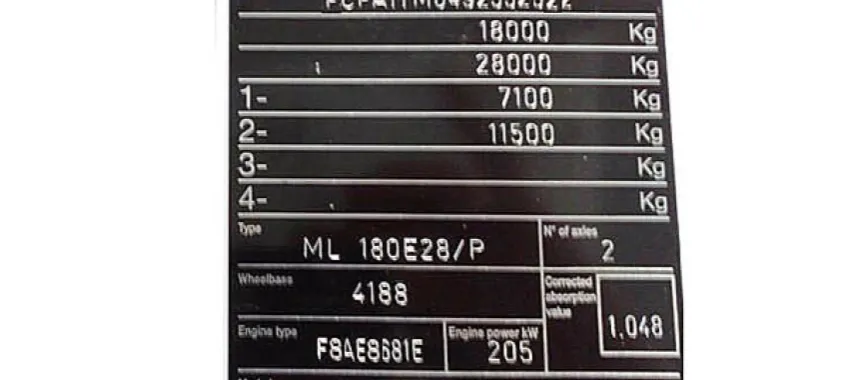 18000 Kg
28000 Kg
1- 7100 Kg
2- 11500 Kg
3- Kg
4- Kg
Type N° of axles
ML 180E28/P 2
Wheelbase Corrected absorption value
4188 1,048
Engine type Engine power kW
F8AE8681E 205